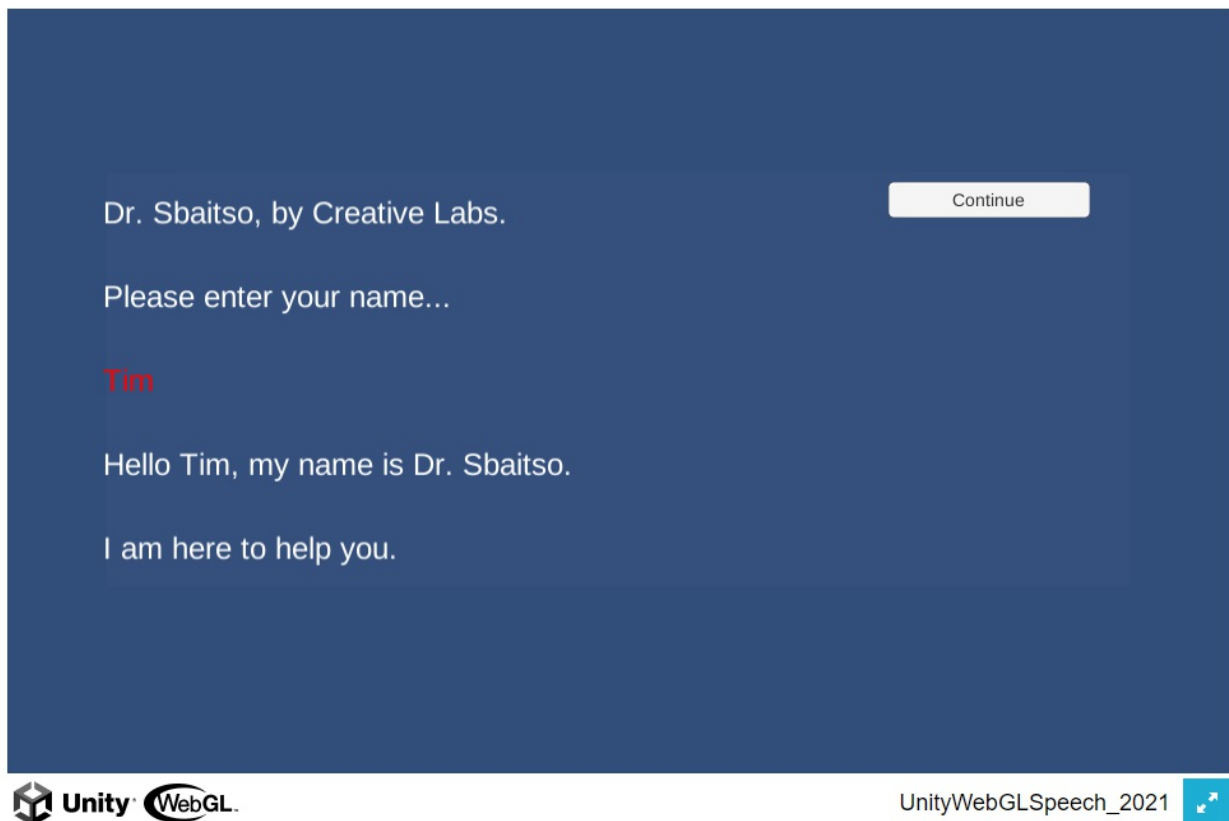 Dr. Sbaitso, by Creative Labs.
Continue
Please enter your name...
Tim
Hello Tim, my name is Dr. Sbaitso.
I am here to help you.
Unity WebGL
UnityWebGLSpeech_2021